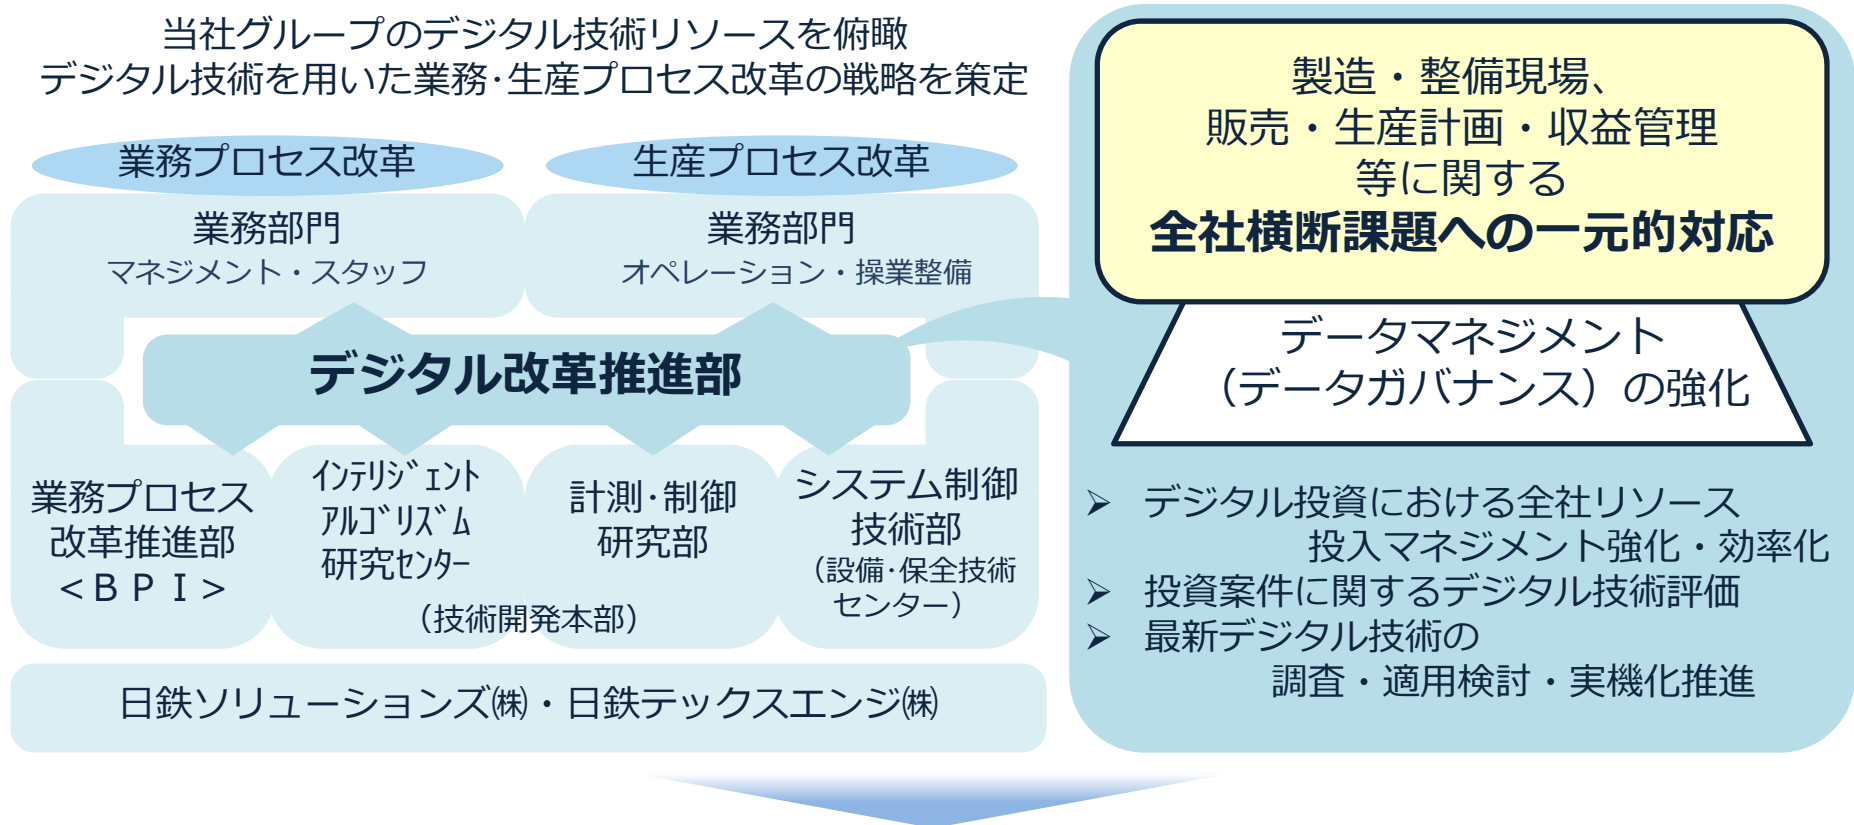 当社グループのデジタル技術リソースを俯瞰
デジタル技術を用いた業務･生産プロセス改革の戦略を策定
業務プロセス改革
生産プロセス改革
業務部門
マネジメント・スタッフ
業務部門
オペレーション・操業整備
デジタル改革推進部
業務プロセス
改革推進部
<ＢＰＩ>
ｲﾝﾃﾘｼﾞｪﾝﾄ
ｱﾙｺﾞﾘｽﾞﾑ
研究ｾﾝﾀｰ
計測･制御
研究部
（技術開発本部）
システム制御
技術部
（設備･保全技術
センター）
日鉄ソリューションズ㈱・日鉄テックスエンジ㈱
製造・整備現場、
販売・生産計画・収益管理
等に関する
全社横断課題への一元的対応
データマネジメント
（データガバナンス）の強化
➢ デジタル投資における全社リソース
投入マネジメント強化・効率化
➢ 投資案件に関するデジタル技術評価
➢ 最新デジタル技術の
調査・適用検討・実機化推進